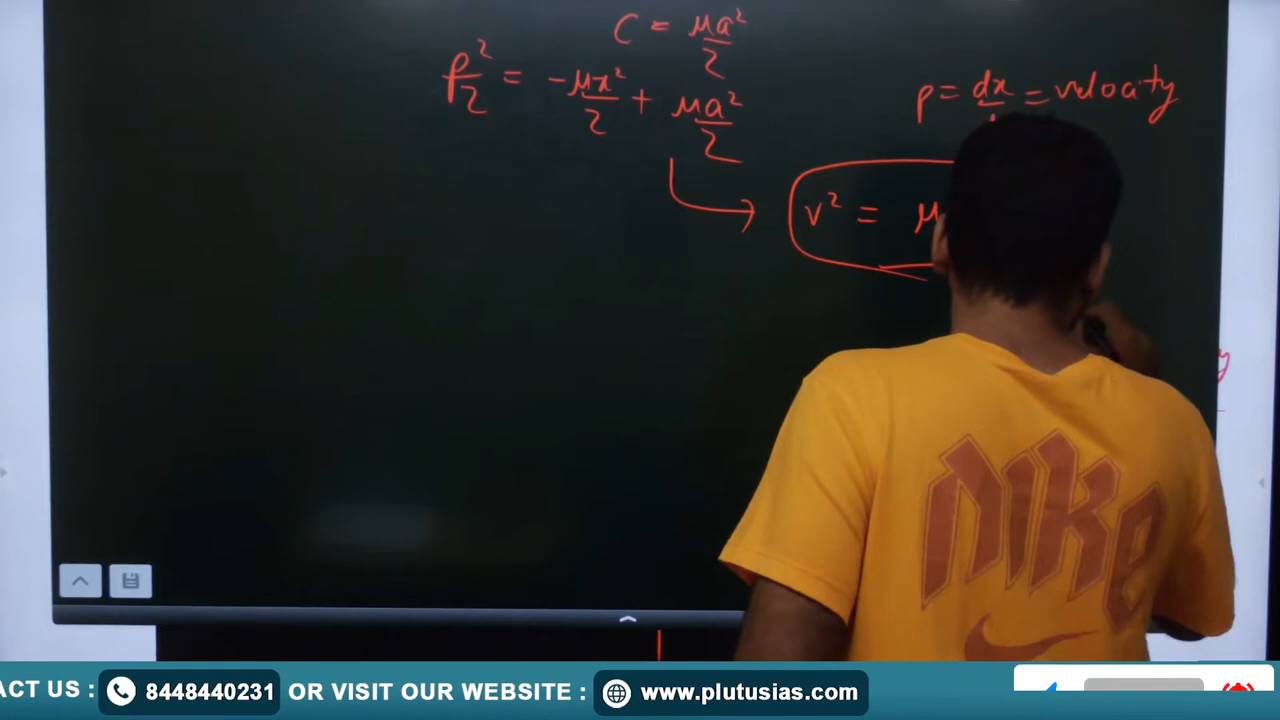 C = μa²/2
p²/2 = -μx²/2 + μa²/2
p = dx = velocity
v² = μ
y
NIKE
ACT US : 8448440231 OR VISIT OUR WEBSITE : www.plutusias.com